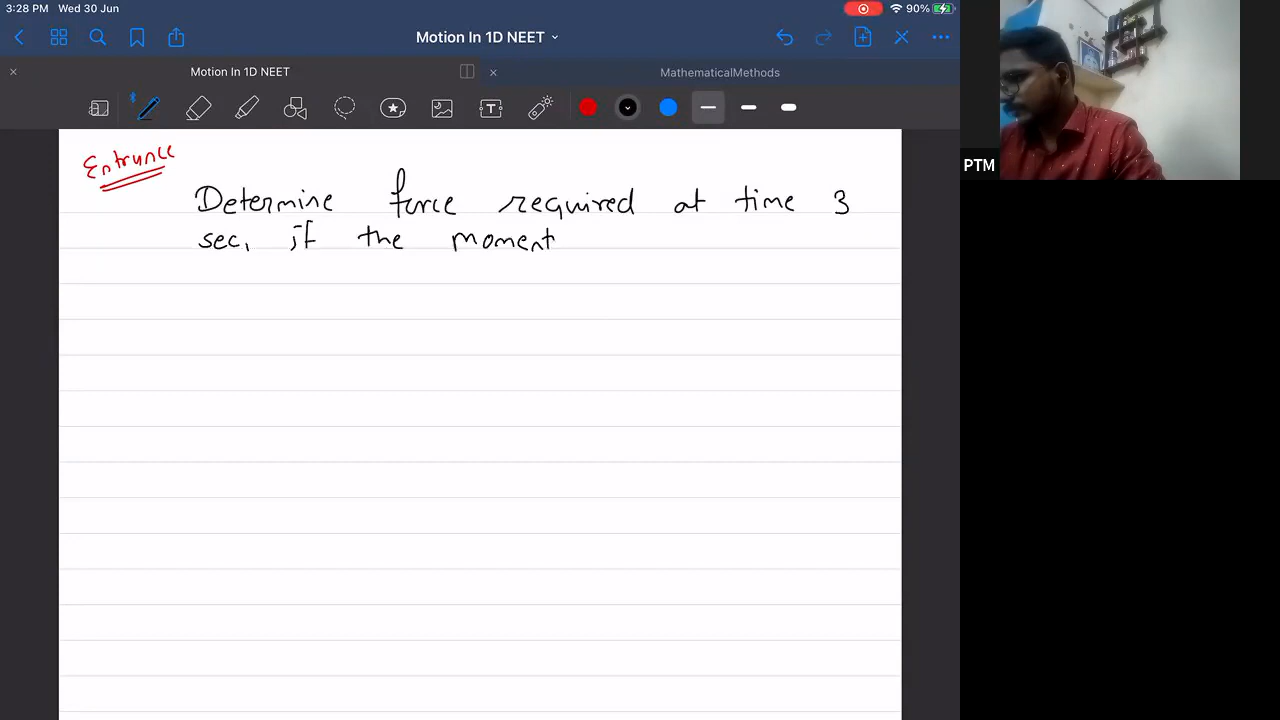 3:28 PM Wed 30 Jun
90%
Motion In 1D NEET
Motion In 1D NEET
MathematicalMethods
PTM
Entrance
Determine force required at time 3
sec, if the moment